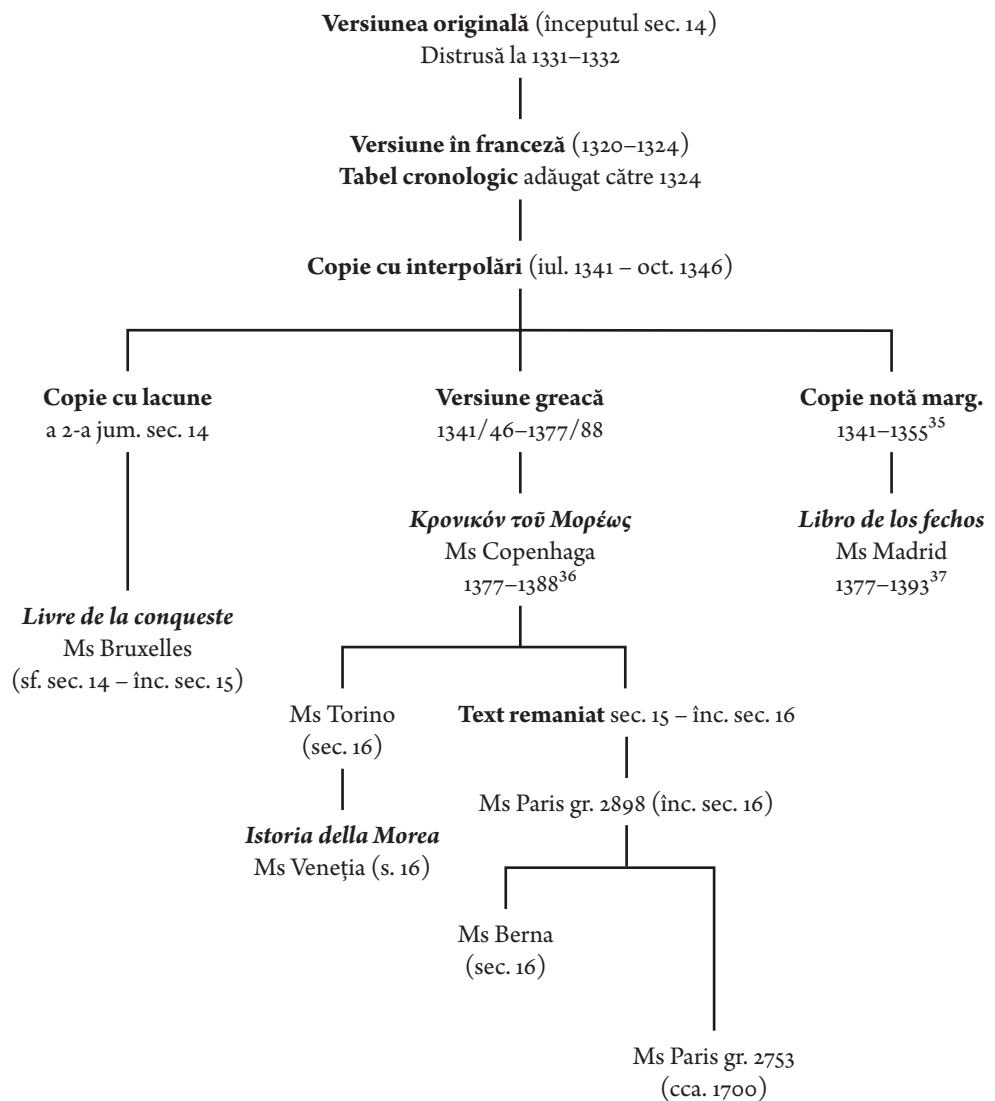 Versiunea originală (începutul sec. 14)
Distrusă la 1331–1332
Versiune în franceză (1320–1324)
Tabel cronologic adăugat către 1324
Copie cu interpolări (iul. 1341 – oct. 1346)
Copie cu lacune
a 2-a jum. sec. 14
Versiune greacă
1341/46–1377/88
Copie notă marg.
1341–1355³⁵
Κρονικόν τοῦ Μορέως
Ms Copenhaga
1377–1388³⁶
Libro de los fechos
Ms Madrid
1377–1393³⁷
Livre de la conqueste
Ms Bruxelles
(sf. sec. 14 – înc. sec. 15)
Ms Torino
(sec. 16)
Text remaniat sec. 15 – înc. sec. 16
Istoria della Morea
Ms Veneția (s. 16)
Ms Paris gr. 2898 (înc. sec. 16)
Ms Berna
(sec. 16)
Ms Paris gr. 2753
(cca. 1700)